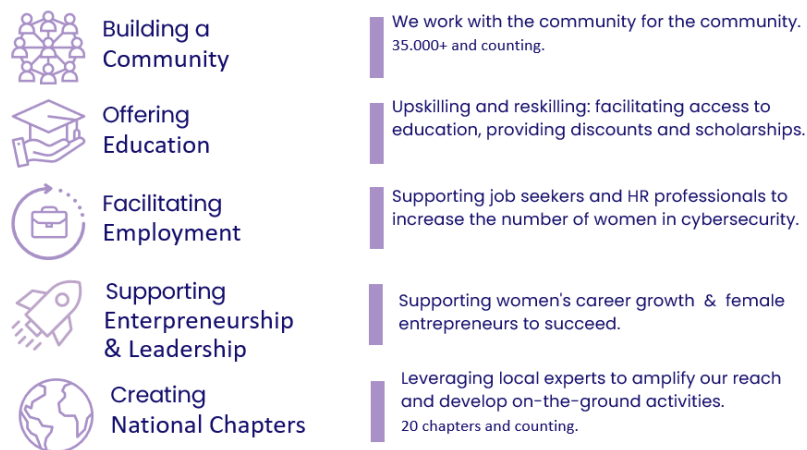 Building a
Community
We work with the community for the community.
35.000+ and counting.
Offering
Education
Upskilling and reskilling: facilitating access to
education, providing discounts and scholarships.
Facilitating
Employment
Supporting job seekers and HR professionals to
increase the number of women in cybersecurity.
Supporting
Enterpreneurship
& Leadership
Supporting women's career growth & female
entrepreneurs to succeed.
Creating
National Chapters
Leveraging local experts to amplify our reach
and develop on-the-ground activities.
20 chapters and counting.